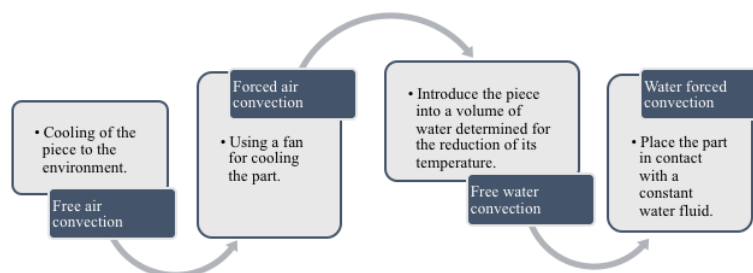 • Cooling of the
piece to the
environment.
Free air
convection
Forced air
convection
• Using a fan
for cooling
the part.
• Introduce the piece
into a volume of
water determined for
the reduction of its
temperature.
Free water
convection
Water forced
convection
• Place the part
in contact
with a
constant
water fluid.